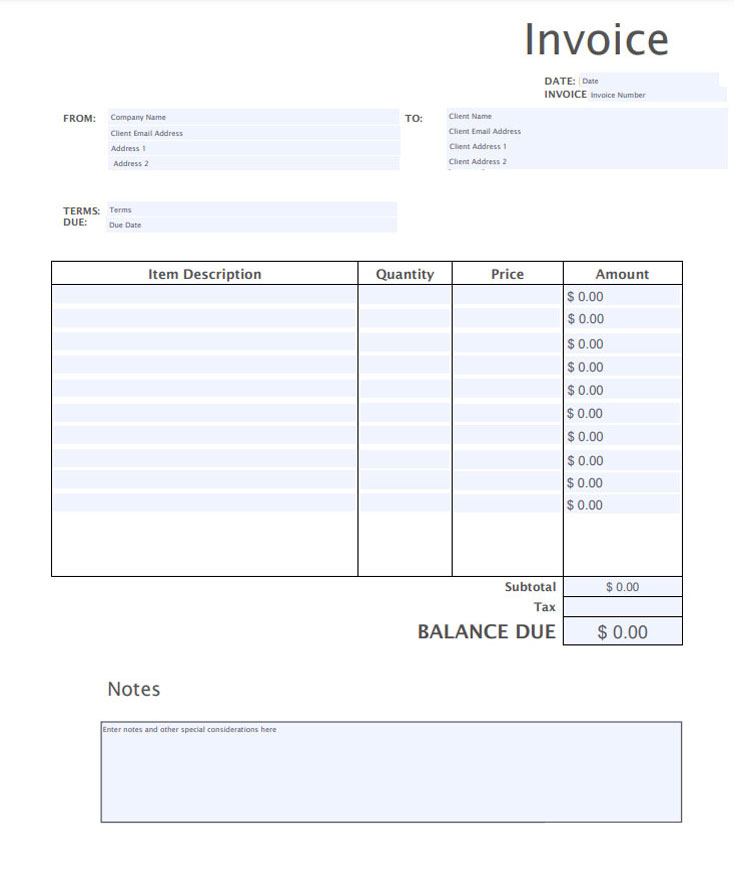 Invoice
DATE: Date
INVOICE Invoice Number
FROM: Company Name
Client Email Address
Address 1
Address 2
TO: Client Name
Client Email Address
Client Address 1
Client Address 2
TERMS: Terms
DUE: Due Date
Item Description Quantity Price Amount
$ 0.00
$ 0.00
$ 0.00
$ 0.00
$ 0.00
$ 0.00
$ 0.00
$ 0.00
$ 0.00
$ 0.00
Subtotal $ 0.00
Tax
BALANCE DUE $ 0.00
Notes
Enter notes and other special considerations here